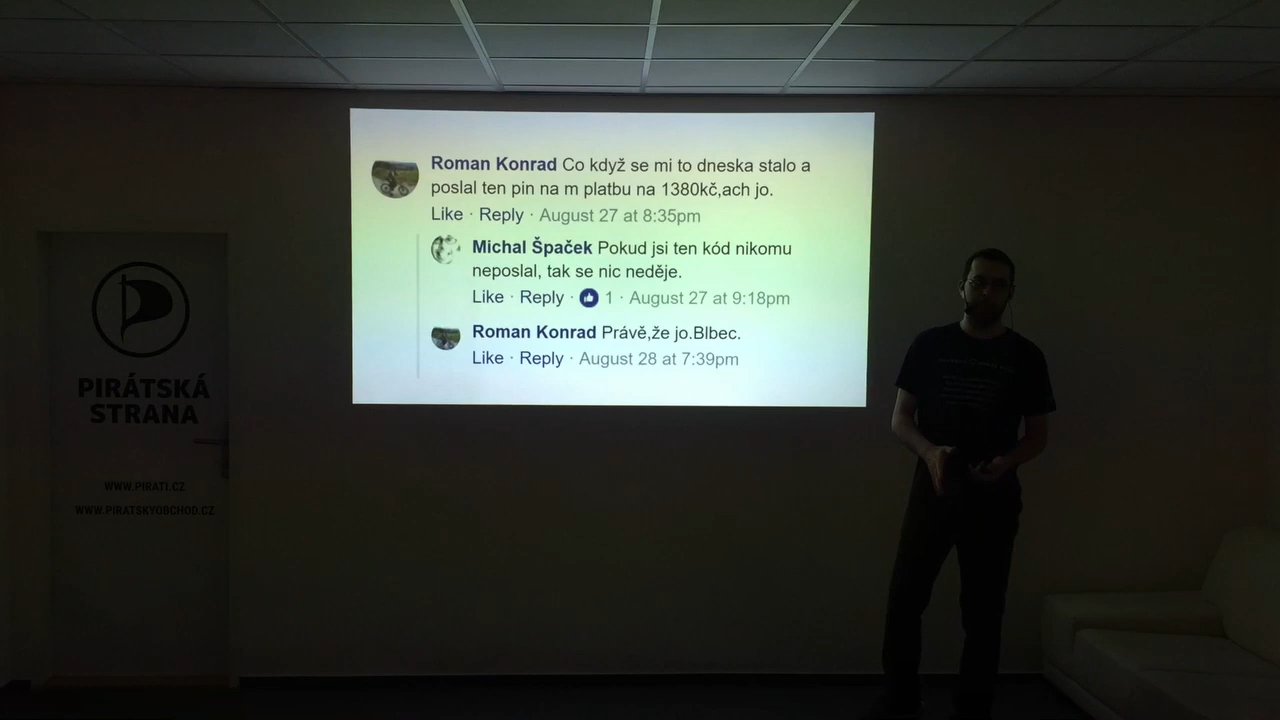 Roman Konrad Co když se mi to dneska stalo a
poslal ten pin na m platbu na 1380kč,ach jo.
Like · Reply · August 27 at 8:35pm
Michal Špaček Pokud jsi ten kód nikomu
neposlal, tak se nic neděje.
Like · Reply · 1 · August 27 at 9:18pm
Roman Konrad Právě,že jo.Blbec.
Like · Reply · August 28 at 7:39pm
PIRÁTSKÁ
STRANA
WWW.PIRATI.CZ
WWW.PIRATSKYOBCHOD.CZ